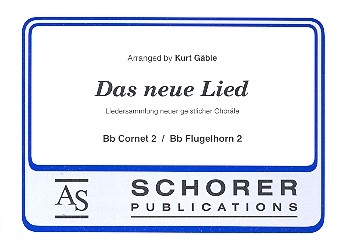 Arranged by Kurt Gäble
Das neue Lied
Liedersammlung neuer geistlicher Choräle
Bb Cornet 2 / Bb Flugelhorn 2
AS
SCHORER
PUBLICATIONS